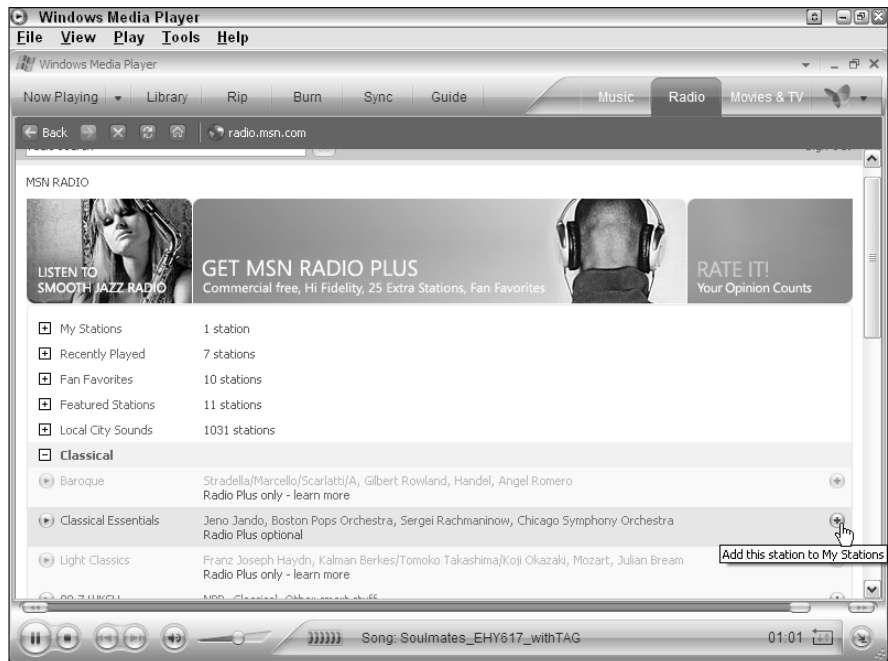 Windows Media Player
File View Play Tools Help
Windows Media Player
Now Playing Library Rip Burn Sync Guide Music Radio Movies & TV
Back radio.msn.com
MSN RADIO
LISTEN TO
SMOOTH JAZZ RADIO
GET MSN RADIO PLUS
Commercial free, Hi Fidelity, 25 Extra Stations, Fan Favorites
RATE IT!
Your Opinion Counts
My Stations 1 station
Recently Played 7 stations
Fan Favorites 10 stations
Featured Stations 11 stations
Local City Sounds 1031 stations
Classical
Baroque Stradella/Marcello/Scarlatti/A, Gilbert Rowland, Handel, Angel Romero
Radio Plus only - learn more
Classical Essentials Jeno Jando, Boston Pops Orchestra, Sergei Rachmaninow, Chicago Symphony Orchestra
Radio Plus optional
Add this station to My Stations
Light Classics Franz Joseph Haydn, Kalman Berkes/Tomoko Takashima/Koji Okazaki, Mozart, Julian Bream
Radio Plus only - learn more
Song: Soulmates_EHY617_withTAG 01:01